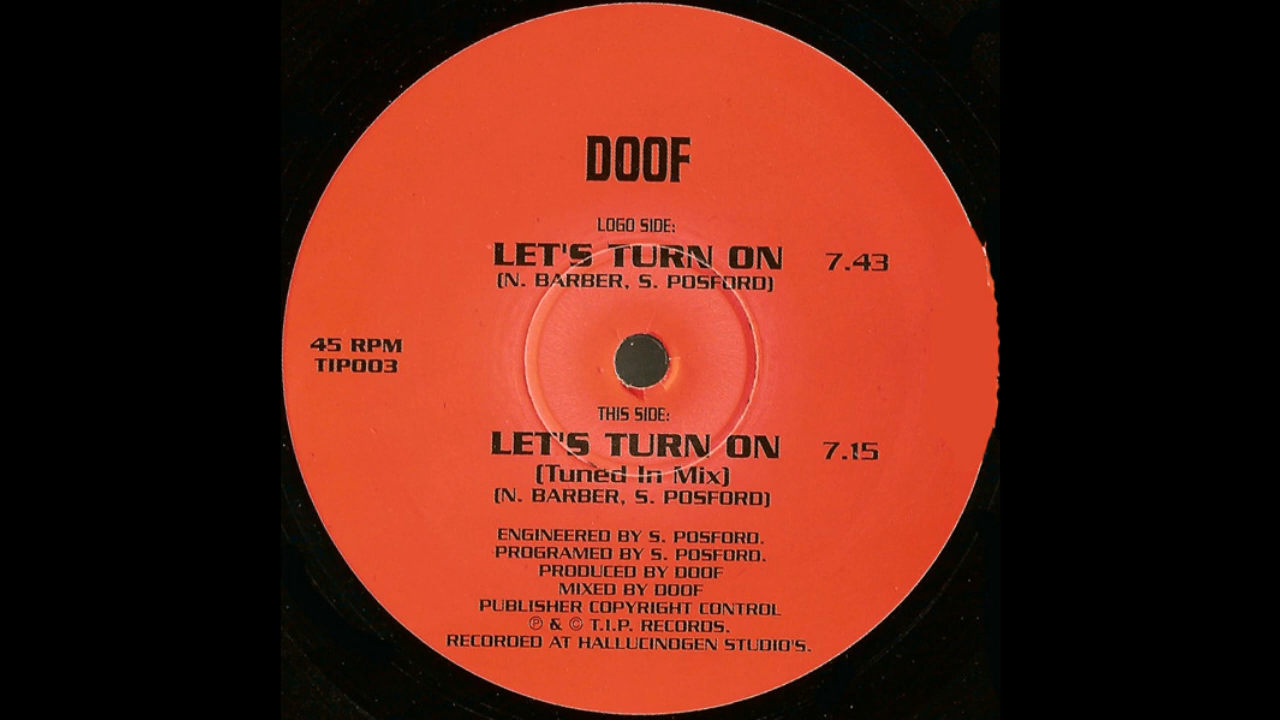 DOOF
LOGO SIDE:
LET'S TURN ON 7.43
(N. BARBER, S. POSFORD)
45 RPM
TIP003
THIS SIDE:
LET'S TURN ON 7.15
(Tuned In Mix)
(N. BARBER, S. POSFORD)
ENGINEERED BY S. POSFORD.
PROGRAMED BY S. POSFORD.
PRODUCED BY DOOF
MIXED BY DOOF
PUBLISHER COPYRIGHT CONTROL
℗ & © T.I.P. RECORDS.
RECORDED AT HALLUCINOGEN STUDIO'S.